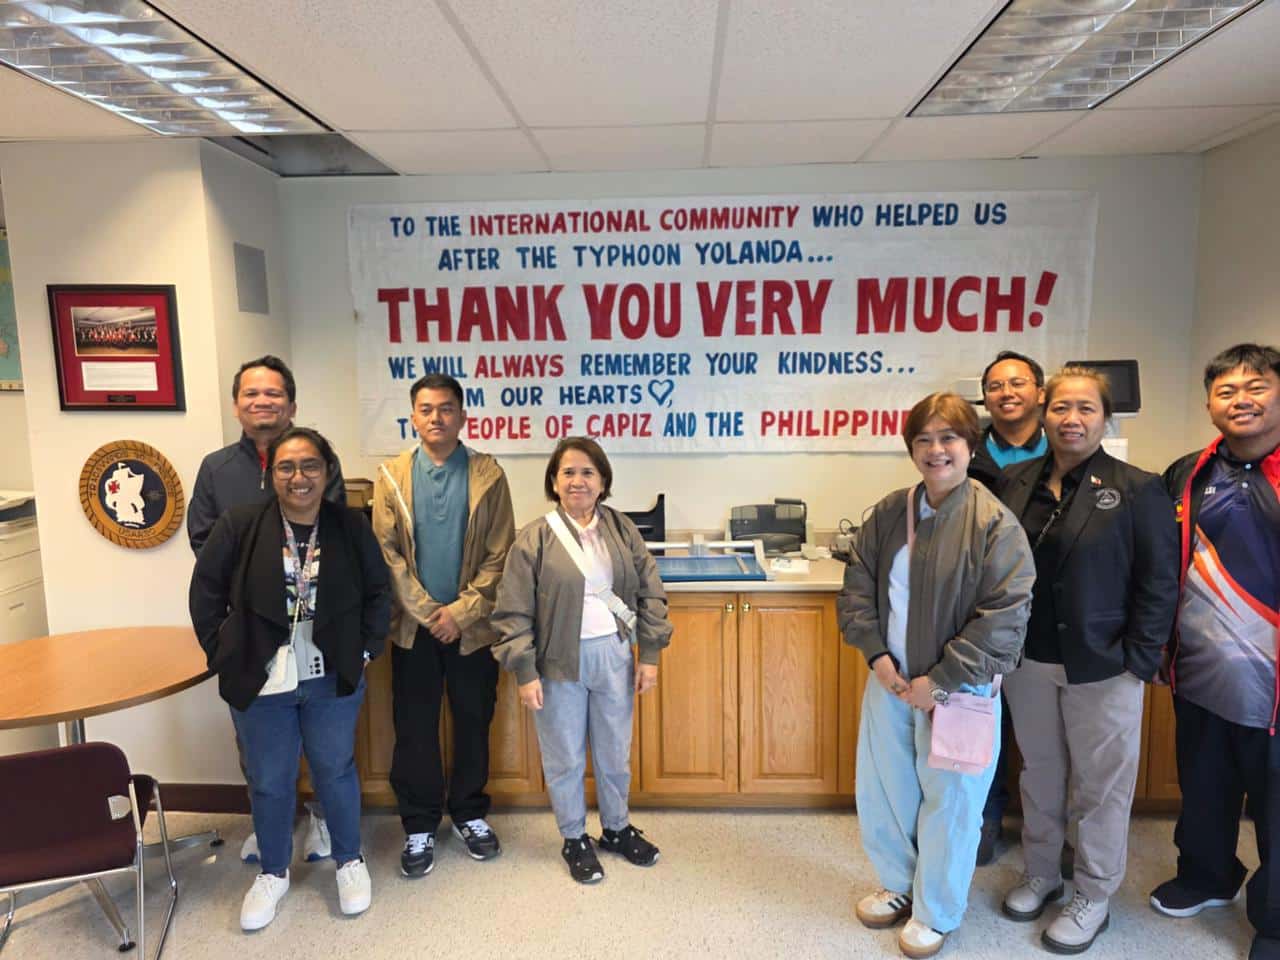 TO THE INTERNATIONAL COMMUNITY WHO HELPED US
AFTER THE TYPHOON YOLANDA...
THANK YOU VERY MUCH!
WE WILL ALWAYS REMEMBER YOUR KINDNESS...
OUR HEARTS
OF CAPIZ AND THE